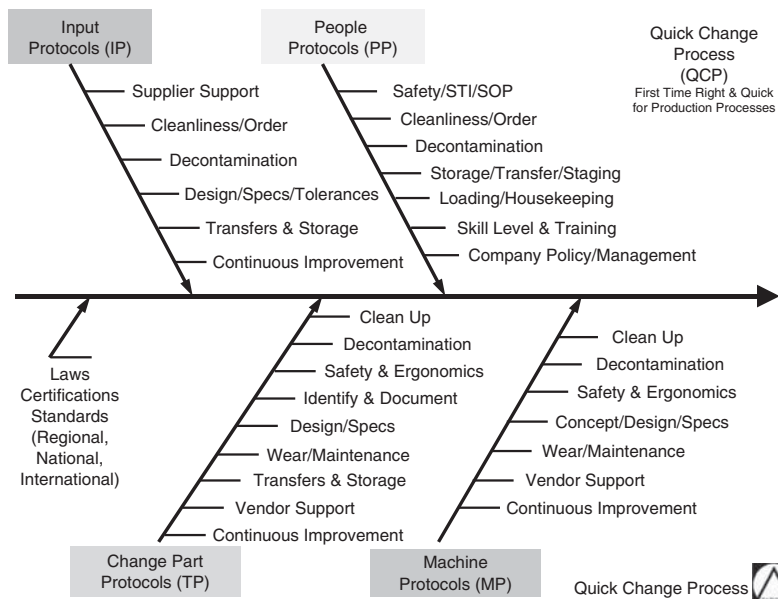 Input
Protocols (IP)
Supplier Support
Cleanliness/Order
Decontamination
Design/Specs/Tolerances
Transfers & Storage
Continuous Improvement
People
Protocols (PP)
Safety/STI/SOP
Cleanliness/Order
Decontamination
Storage/Transfer/Staging
Loading/Housekeeping
Skill Level & Training
Company Policy/Management
Quick Change
Process
(QCP)
First Time Right & Quick
for Production Processes
Laws
Certifications
Standards
(Regional,
National,
International)
Clean Up
Decontamination
Safety & Ergonomics
Identify & Document
Design/Specs
Wear/Maintenance
Transfers & Storage
Vendor Support
Continuous Improvement
Change Part
Protocols (TP)
Clean Up
Decontamination
Safety & Ergonomics
Concept/Design/Specs
Wear/Maintenance
Vendor Support
Continuous Improvement
Machine
Protocols (MP)
Quick Change Process